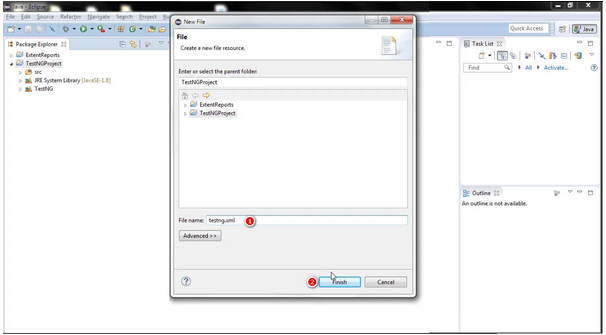 Java - Eclipse
File Edit Source Refactor Navigate Search Project
Quick Access
Java
Package Explorer
ExtentReports
TestNGProject
src
JRE System Library [JavaSE-1.8]
TestNG
New File
File
Create a new file resource.
Enter or select the parent folder:
TestNGProject
ExtentReports
TestNGProject
File name: testng.xml 1
Advanced >>
? 2 Finish Cancel
Task List
Find All Activate...
Outline
An outline is not available.